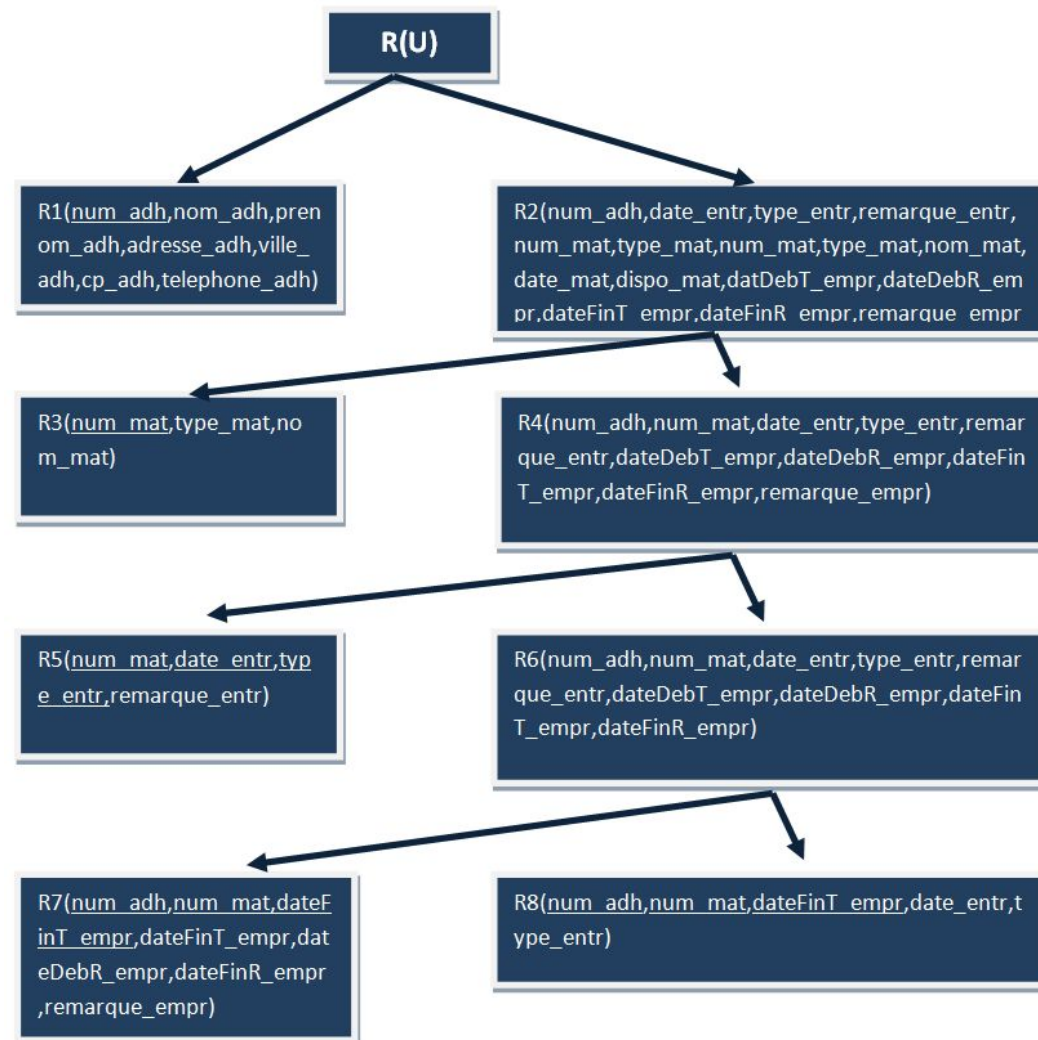 R(U)
R1(num_adh,nom_adh,pren
om_adh,adresse_adh,ville_
adh,cp_adh,telephone_adh)
R2(num_adh,date_entr,type_entr,remarque_entr,
num_mat,type_mat,num_mat,type_mat,nom_mat,
date_mat,dispo_mat,datDebT_empr,dateDebR_em
pr,dateFinT_empr,dateFinR_empr,remarque_empr
R3(num_mat,type_mat,no
m_mat)
R4(num_adh,num_mat,date_entr,type_entr,remar
que_entr,dateDebT_empr,dateDebR_empr,dateFin
T_empr,dateFinR_empr,remarque_empr)
R5(num_mat,date_entr,typ
e_entr,remarque_entr)
R6(num_adh,num_mat,date_entr,type_entr,remar
que_entr,dateDebT_empr,dateDebR_empr,dateFin
T_empr,dateFinR_empr)
R7(num_adh,num_mat,dateF
inT_empr,dateFinT_empr,dat
eDebR_empr,dateFinR_empr
,remarque_empr)
R8(num_adh,num_mat,dateFinT_empr,date_entr,t
ype_entr)